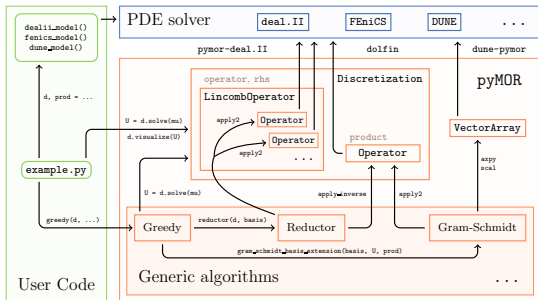 dealii_model()
fenics_model()
dune_model()
PDE solver
deal.II
FEniCS
DUNE
...
pymor-deal.II
dolfin
dune-pymor
operator, rhs
Discretization
pyMOR
LincombOperator
d, prod = ...
apply2
Operator
U = d.solve(mu)
d.visualize(U)
Operator
VectorArray
product
apply2
...
Operator
example.py
axpy
scal
U = d.solve(mu)
apply_inverse
apply2
greedy(d, ...)
Greedy
reductor(d, basis)
Reductor
Gram-Schmidt
gram_schmidt_basis_extension(basis, U, prod)
User Code
Generic algorithms
...